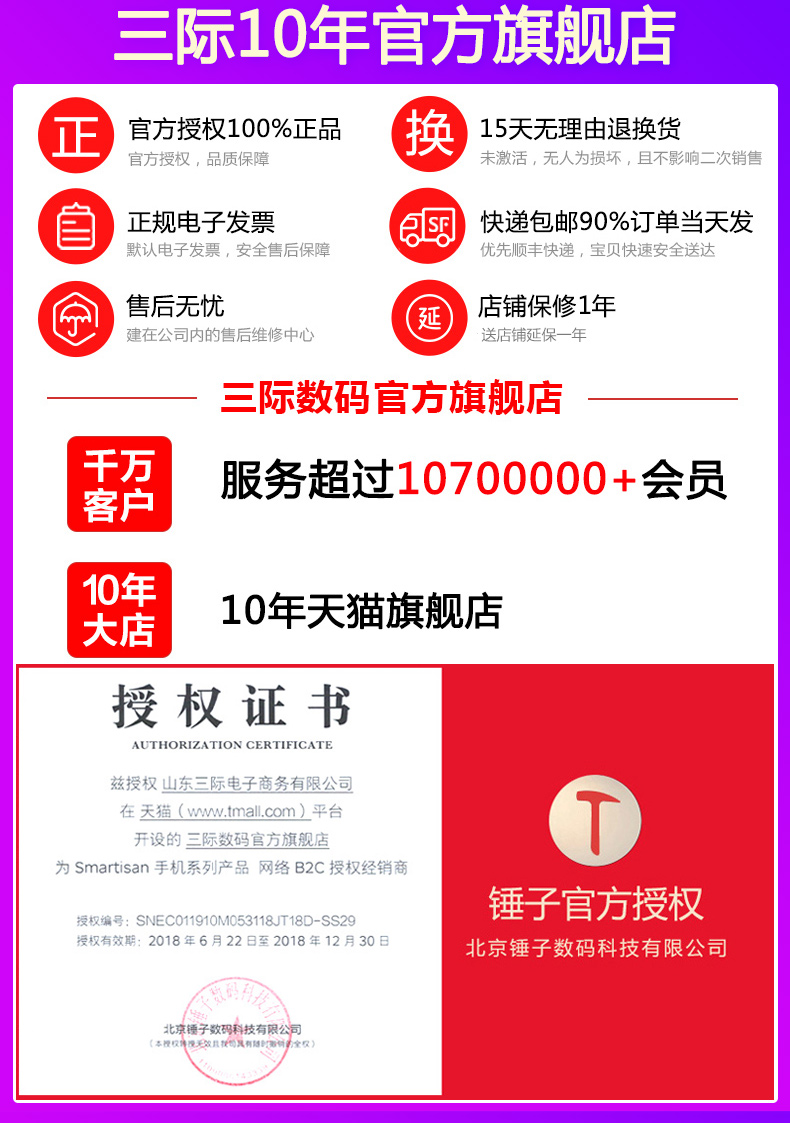 三际10年官方旗舰店
正
官方授权100%正品
官方授权，品质保障
换
15天无理由退换货
未激活，无人为损坏，且不影响二次销售
正规电子发票
默认电子发票，安全售后保障
SF
快递包邮90%订单当天发
优先顺丰快递，宝贝快速安全送达
售后无忧
建在公司内的售后维修中心
延
店铺保修1年
送店铺延保一年
三际数码官方旗舰店
千万
客户
服务超过10700000+会员
10年
大店
10年天猫旗舰店
授权证书
AUTHORIZATION CERTIFICATE
兹授权 山东三际电子商务有限公司
在 天猫（www.tmall.com）平台
开设的 三际数码官方旗舰店
为 Smartisan 手机系列产品 网络 B2C 授权经销商
授权编号：SNEC011910M053118JT18D-SS29
授权有效期：2018 年 6 月 22 日至 2018 年 12 月 30 日
北京锤子数码科技有限公司
锤子官方授权
北京锤子数码科技有限公司